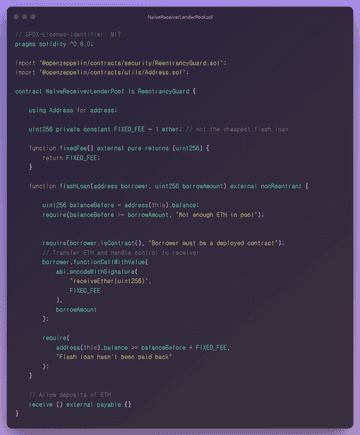 NaiveReceiverLenderPool.sol
// SPDX-License-Identifier: MIT
pragma solidity ^0.8.0;
import "@openzeppelin/contracts/security/ReentrancyGuard.sol";
import "@openzeppelin/contracts/utils/Address.sol";
contract NaiveReceiverLenderPool is ReentrancyGuard {
using Address for address;
uint256 private constant FIXED_FEE = 1 ether; // not the cheapest flash loan
function fixedFee() external pure returns (uint256) {
return FIXED_FEE;
}
function flashLoan(address borrower, uint256 borrowAmount) external nonReentrant {
uint256 balanceBefore = address(this).balance;
require(balanceBefore >= borrowAmount, "Not enough ETH in pool");
require(borrower.isContract(), "Borrower must be a deployed contract");
// Transfer ETH and handle control to receiver
borrower.functionCallWithValue(
abi.encodeWithSignature(
"receiveEther(uint256)",
FIXED_FEE
),
borrowAmount
);
require(
address(this).balance >= balanceBefore + FIXED_FEE,
"Flash loan hasn't been paid back"
);
}
// Allow deposits of ETH
receive () external payable {}
}